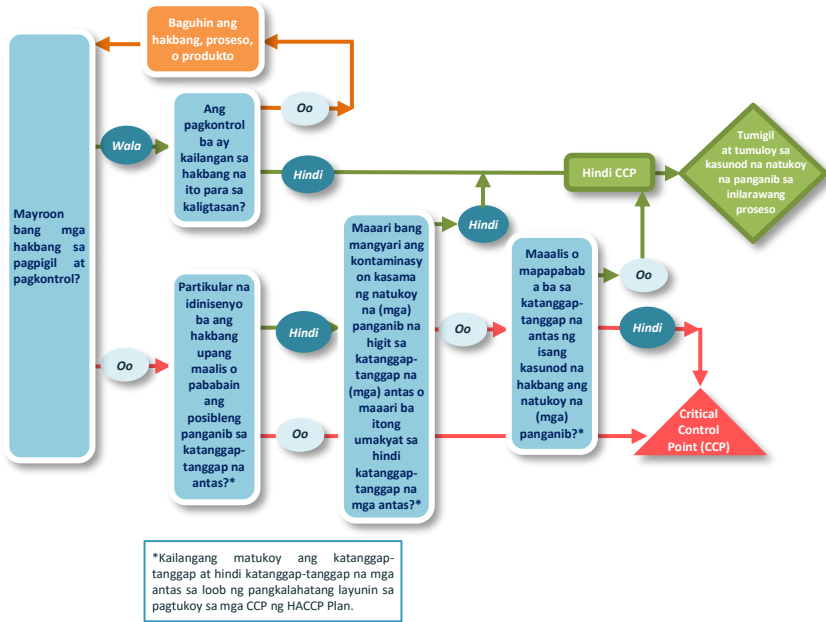 Baguhin ang
hakbang, proseso,
o produkto
Mayroon
bang mga
hakbang sa
pagpigil at
pagkontrol?
Wala
Ang
pagkontrol
ba ay
kailangan sa
hakbang na
ito para sa
kaligtasan?
Oo
Hindi
Hindi CCP
Tumigil
at tumuloy sa
kasunod na natukoy
na panganib sa
inilarawang
proseso
Oo
Partikular na
idinisenyo
ba ang
hakbang
upang
maalis o
pababain
ang
posibleng
panganib sa
katanggap-
tanggap na
antas?*
Hindi
Oo
Maaari bang
mangyari ang
kontaminasy
on kasama
ng natukoy
na (mga)
panganib na
higit sa
katanggap-
tanggap na
(mga) antas o
maaari ba
itong
umakyat sa
hindi
katanggap-
tanggap na
mga antas?*
Hindi
Oo
Maaalis o
mapapabab
a ba sa
katanggap-
tanggap na
antas ng
isang
kasunod na
hakbang ang
natukoy na
(mga)
panganib?*
Oo
Hindi
Critical
Control
Point (CCP)
*Kailangang matukoy ang katanggap-
tanggap at hindi katanggap-tanggap na mga
antas sa loob ng pangkalahatang layunin sa
pagtukoy sa mga CCP ng HACCP Plan.